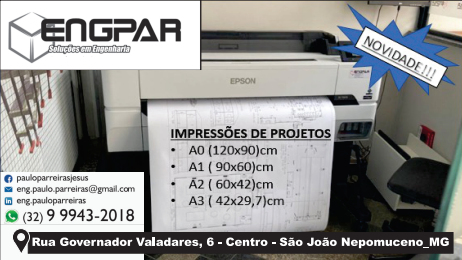 ENGPAR
Soluções em Engenharia
NOVIDADE!!!
EPSON
ENGPAR
IMPRESSÕES DE PROJETOS
• A0 (120x90)cm
• A1 ( 90x60)cm
• A2 ( 60x42)cm
• A3 ( 42x29,7)cm
pauloparreirasjesus
eng.paulo.parreiras@gmail.com
eng.pauloparreiras
(32) 9 9943-2018
Rua Governador Valadares, 6 - Centro - São João Nepomuceno_MG